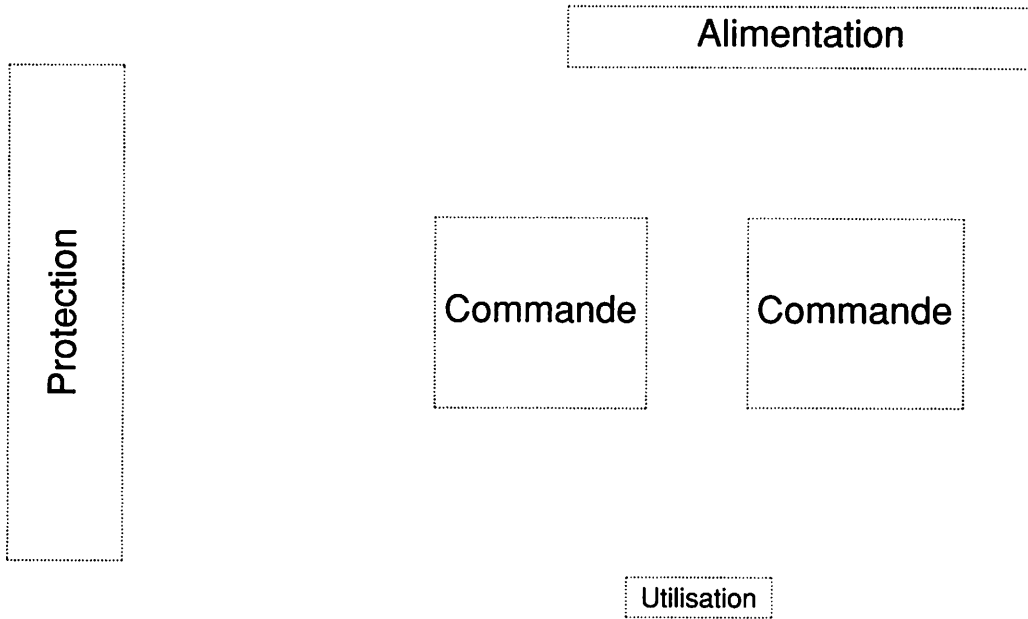 Alimentation
Protection
Commande
Commande
Utilisation